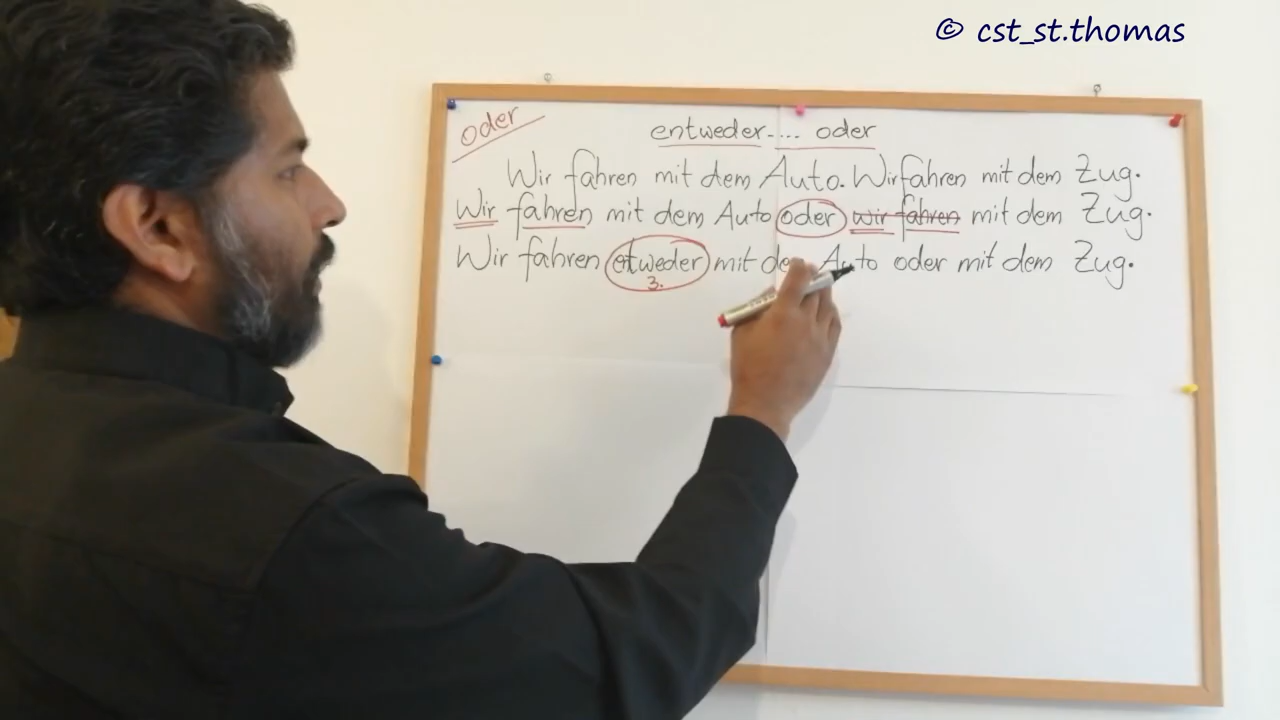 © cst_st.thomas
oder
entweder.... oder
Wir fahren mit dem Auto. Wir fahren mit dem Zug.
Wir fahren mit dem Auto oder wir fahren mit dem Zug.
Wir fahren entweder mit dem Auto oder mit dem Zug.
3.